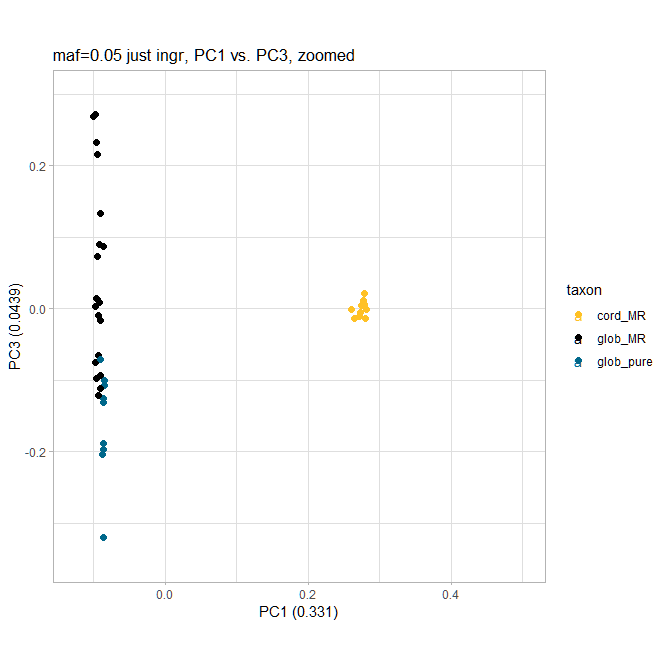 maf=0.05 just ingr, PC1 vs. PC3, zoomed
0.2
0.0
-0.2
PC3 (0.0439)
0.0 0.2 0.4
PC1 (0.331)
taxon
a cord_MR
a glob_MR
a glob_pure